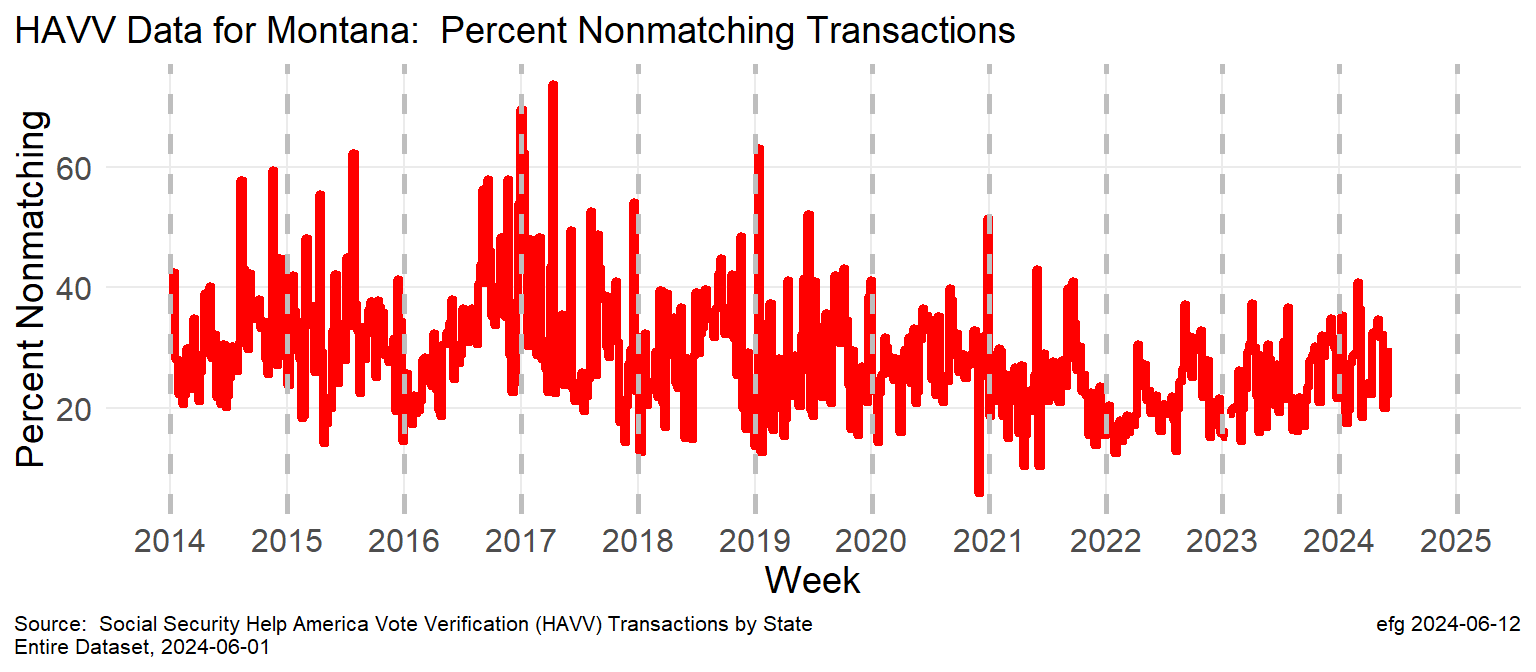 HAVV Data for Montana:  Percent Nonmatching Transactions
Percent Nonmatching
60
40
20
2014 2015 2016 2017 2018 2019 2020 2021 2022 2023 2024 2025
Week
Source:  Social Security Help America Vote Verification (HAVV) Transactions by State
Entire Dataset, 2024-06-01
efg 2024-06-12